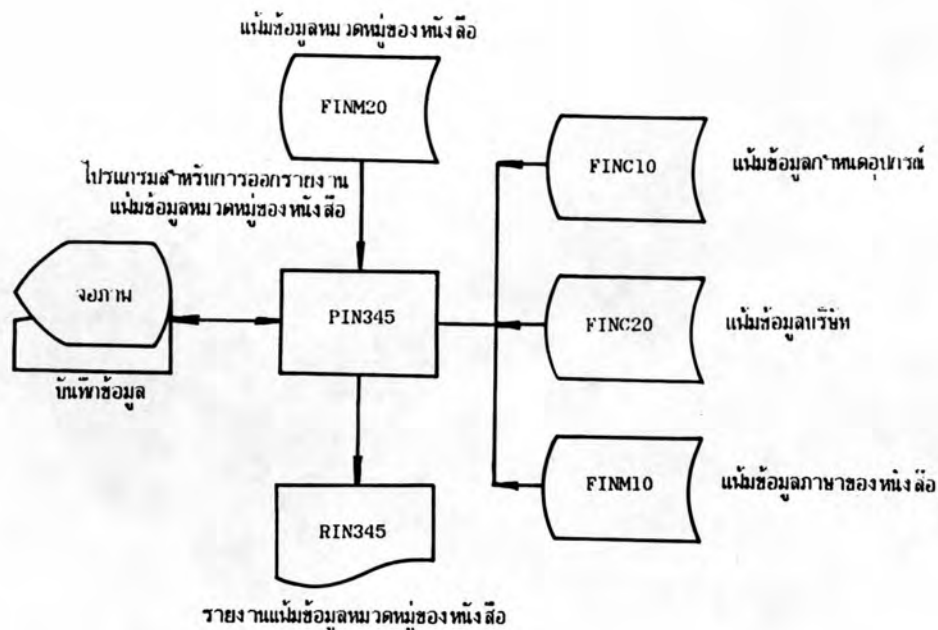 แฟ้มข้อมูลหมวดหมู่ของหนังสือ
FINM20
FINC10
แฟ้มข้อมูลกำหนดอุปกรณ์
โปรแกรมสำหรับการออกรายงาน
แฟ้มข้อมูลหมวดหมู่ของหนังสือ
จอภาพ
PIN345
FINC20
แฟ้มข้อมูลบริษัท
บันทึกข้อมูล
FINM10
แฟ้มข้อมูลภาษาของหนังสือ
RIN345
รายงานแฟ้มข้อมูลหมวดหมู่ของหนังสือ